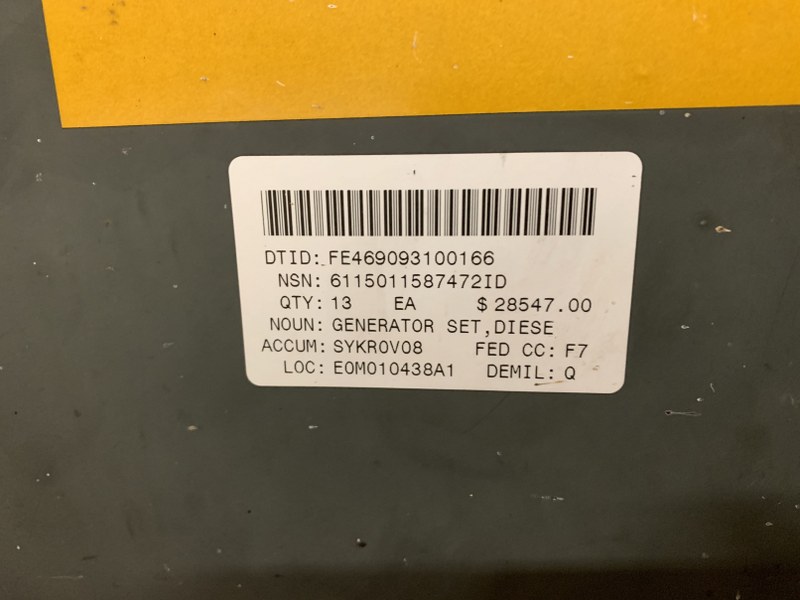 DTID: FE469093100166
NSN: 6115011587472ID
QTY: 13 EA $ 28547.00
NOUN: GENERATOR SET,DIESE
ACCUM: SYKR0V08 FED CC: F7
LOC: E0M010438A1 DEMIL: Q